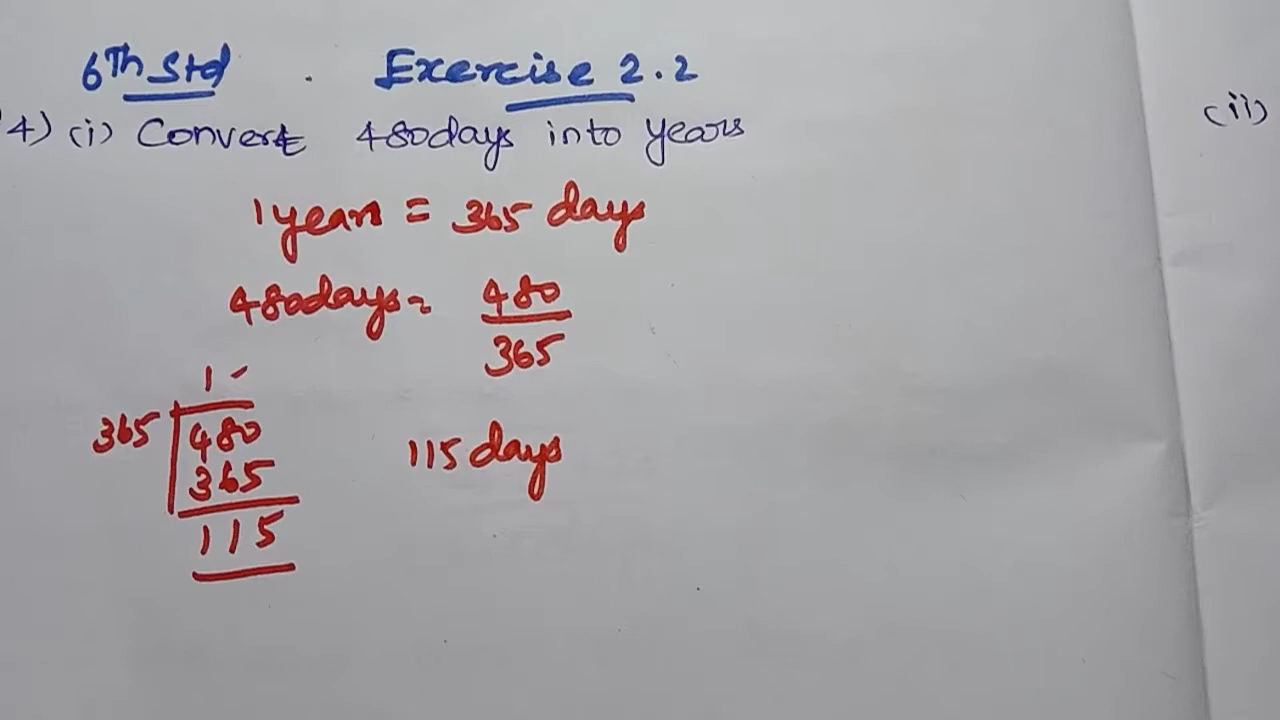 6Th Std . Exercise 2.2
4) (i) Convert 480days into years
(ii)
1 years = 365 days
480days = 480
365
1
365 480
365
115
115 days